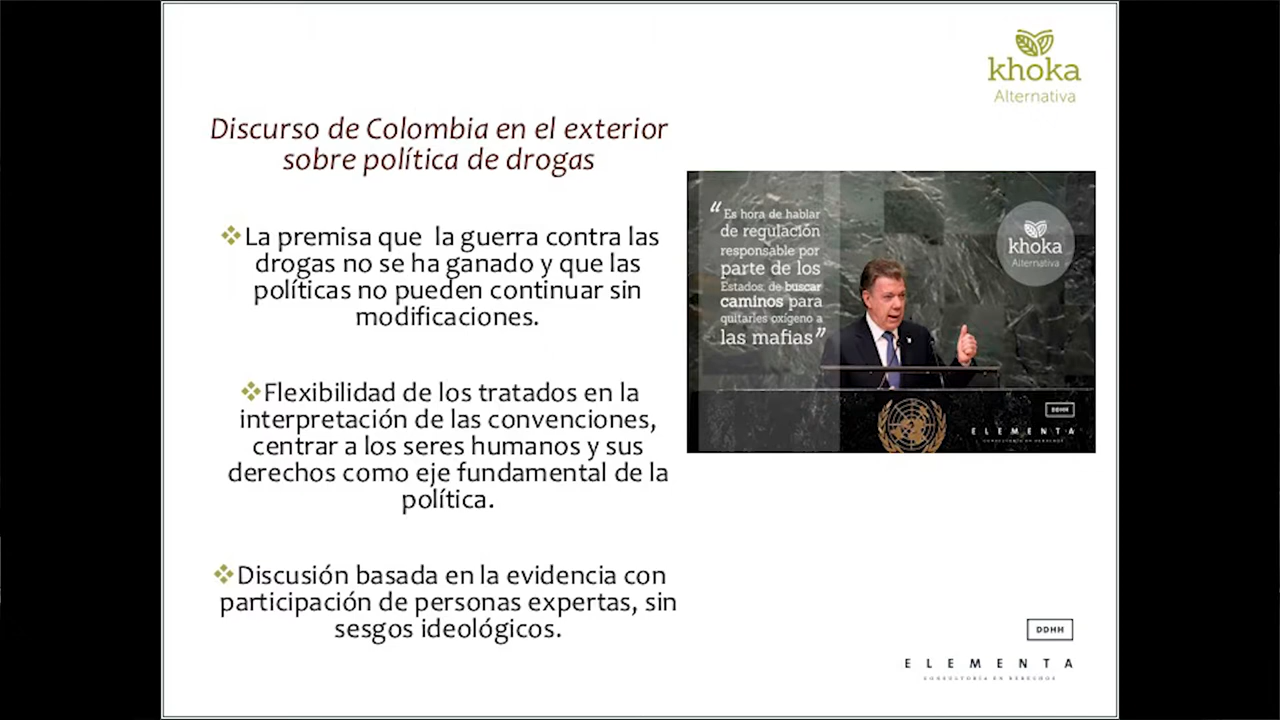 khoka
Alternativa
Discurso de Colombia en el exterior
sobre política de drogas
La premisa que la guerra contra las
drogas no se ha ganado y que las
políticas no pueden continuar sin
modificaciones.
Flexibilidad de los tratados en la
interpretación de las convenciones,
centrar a los seres humanos y sus
derechos como eje fundamental de la
política.
Discusión basada en la evidencia con
participación de personas expertas, sin
sesgos ideológicos.
“Es hora de hablar
de regulación
responsable por
parte de los
Estados, de buscar
caminos para
quitarles oxígeno a
las mafias”
khoka
Alternativa
DDHH
ELEMENTA
CONSULTORÍA EN DERECHOS
DDHH
ELEMENTA
CONSULTORÍA EN DERECHOS